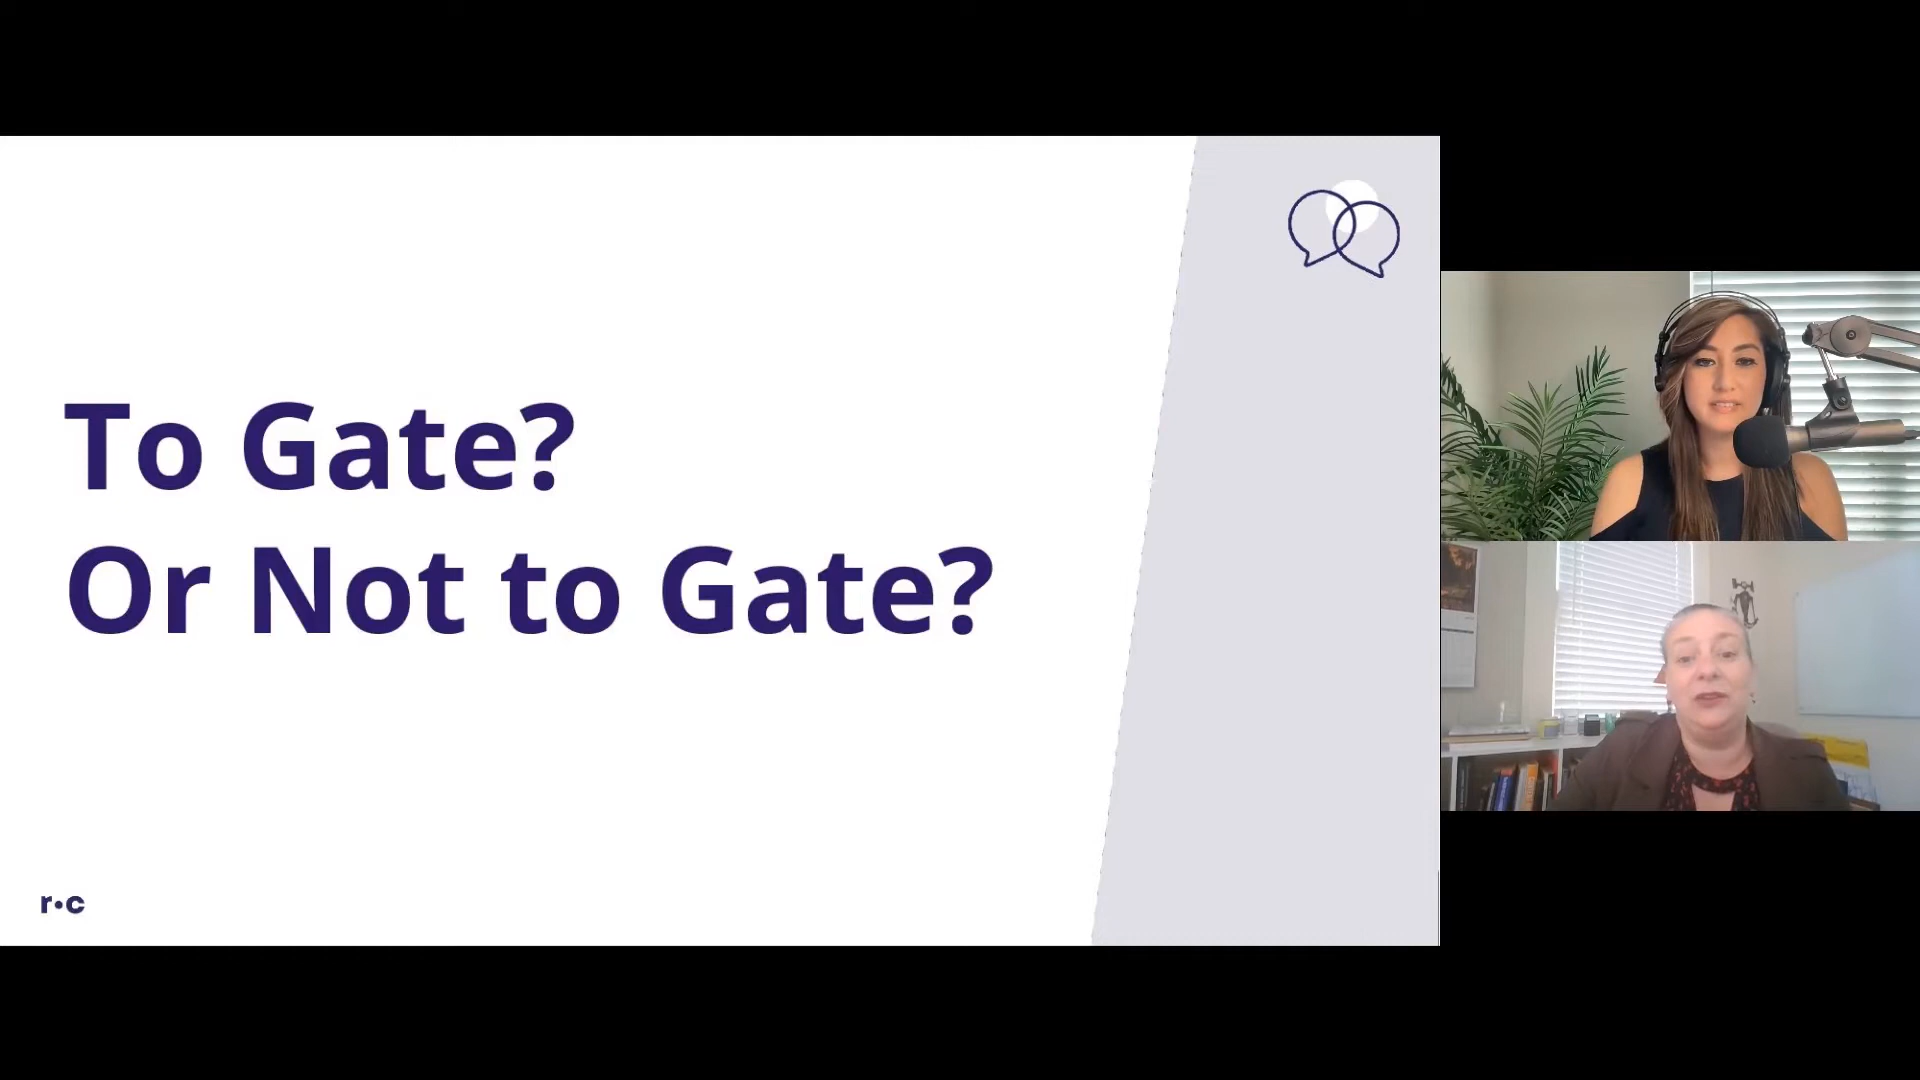 To Gate?
Or Not to Gate?
r•c